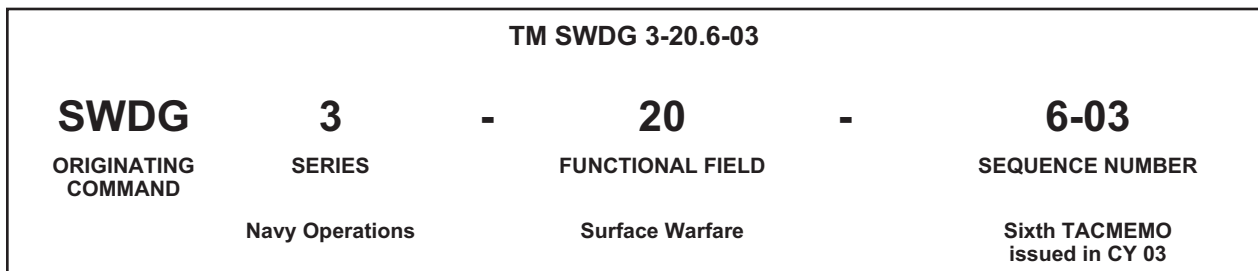 TM SWDG 3-20.6-03
SWDG 3 - 20 - 6-03
ORIGINATING SERIES FUNCTIONAL FIELD SEQUENCE NUMBER
COMMAND
Navy Operations Surface Warfare Sixth TACMEMO
issued in CY 03